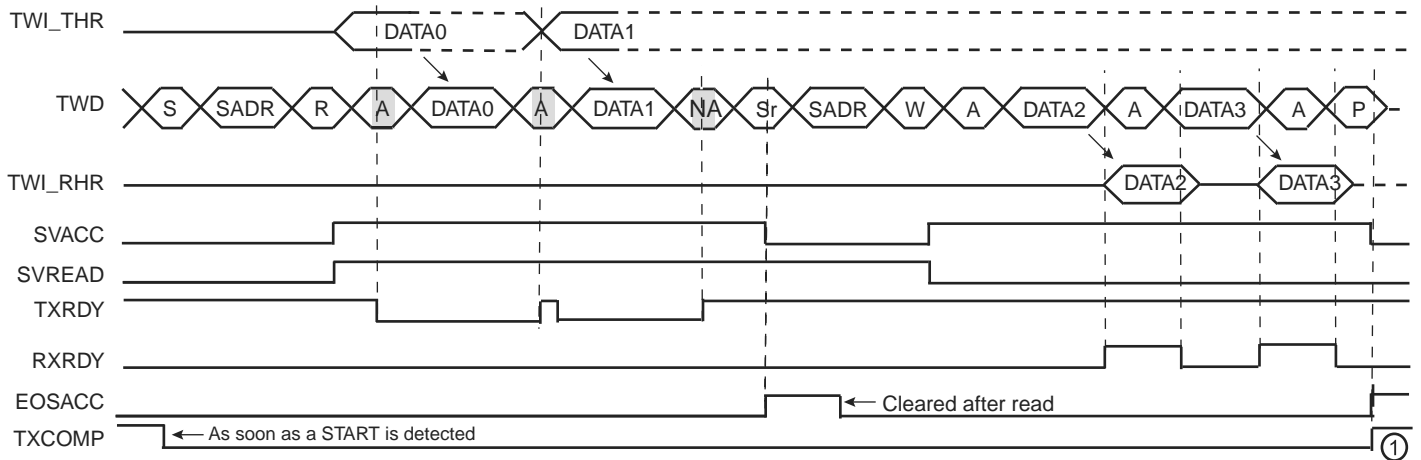 TWI_THR DATA0 DATA1
TWD S SADR R A DATA0 A DATA1 NA Sr SADR W A DATA2 A DATA3 A P
TWI_RHR DATA2 DATA3
SVACC
SVREAD
TXRDY
RXRDY
EOSACC Cleared after read
TXCOMP As soon as a START is detected 1